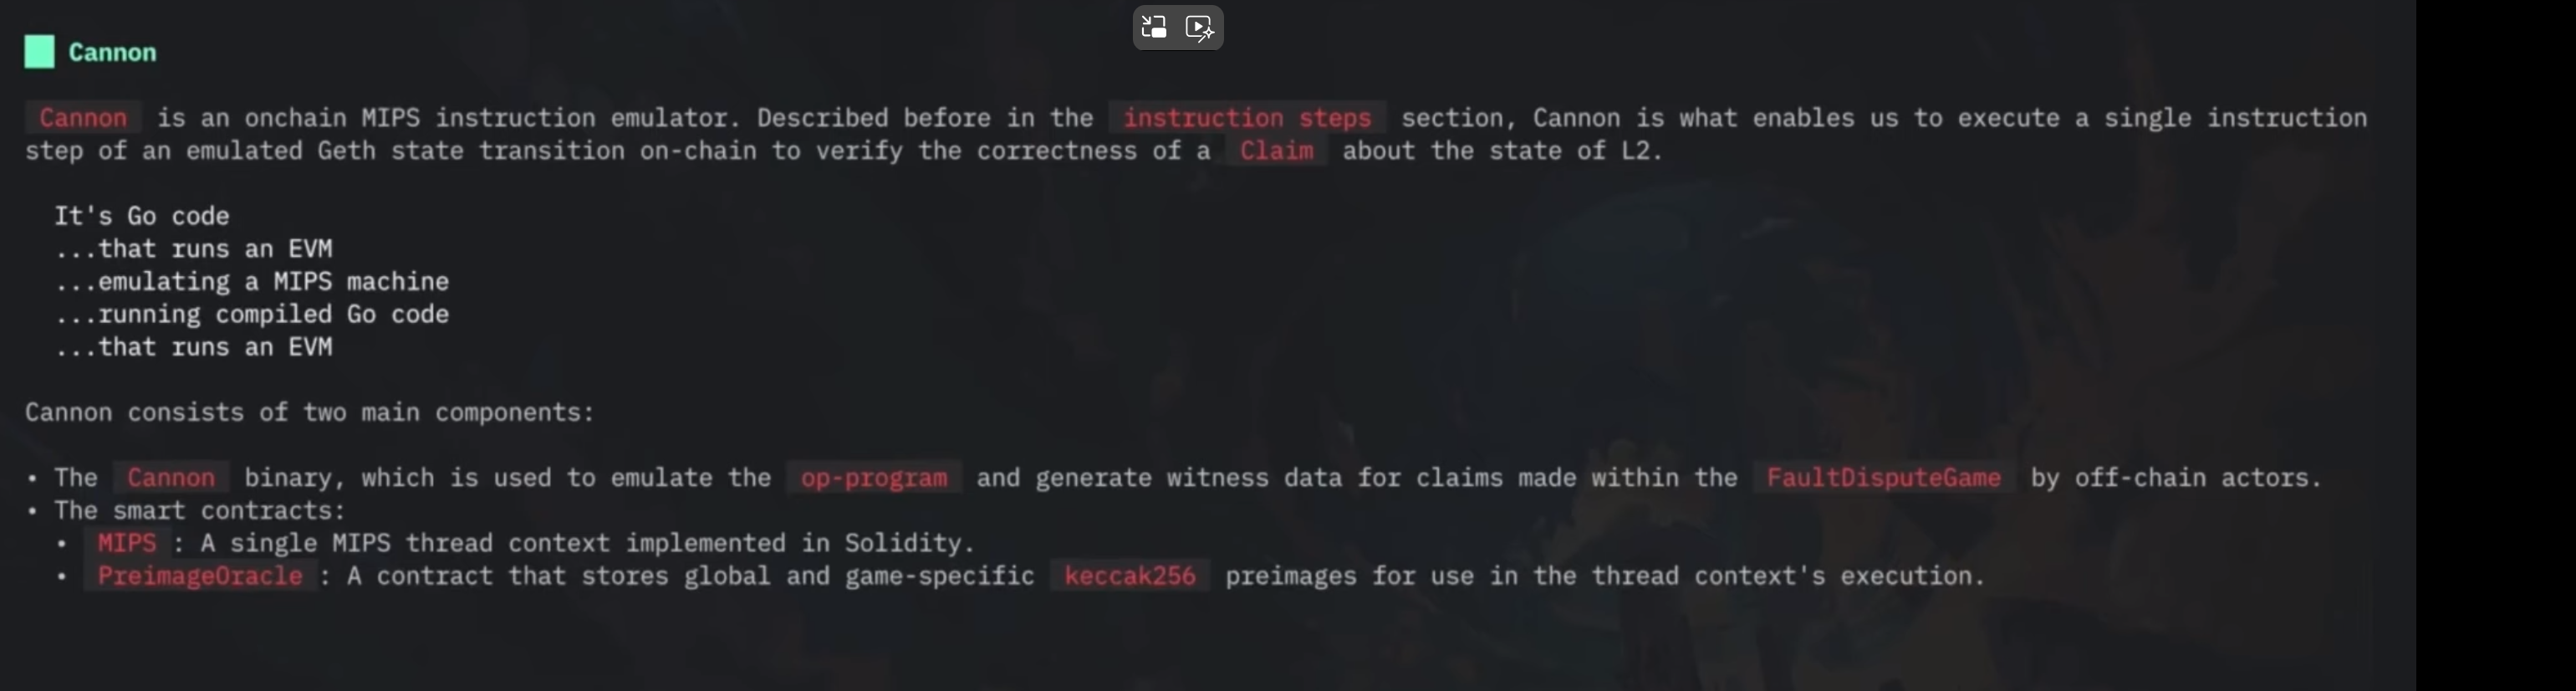 Cannon
Cannon is an onchain MIPS instruction emulator. Described before in the instruction steps section, Cannon is what enables us to execute a single instruction
step of an emulated Geth state transition on-chain to verify the correctness of a Claim about the state of L2.
It's Go code
...that runs an EVM
...emulating a MIPS machine
...running compiled Go code
...that runs an EVM
Cannon consists of two main components:
• The Cannon binary, which is used to emulate the op-program and generate witness data for claims made within the FaultDisputeGame by off-chain actors.
• The smart contracts:
• MIPS : A single MIPS thread context implemented in Solidity.
• PreimageOracle : A contract that stores global and game-specific keccak256 preimages for use in the thread context's execution.